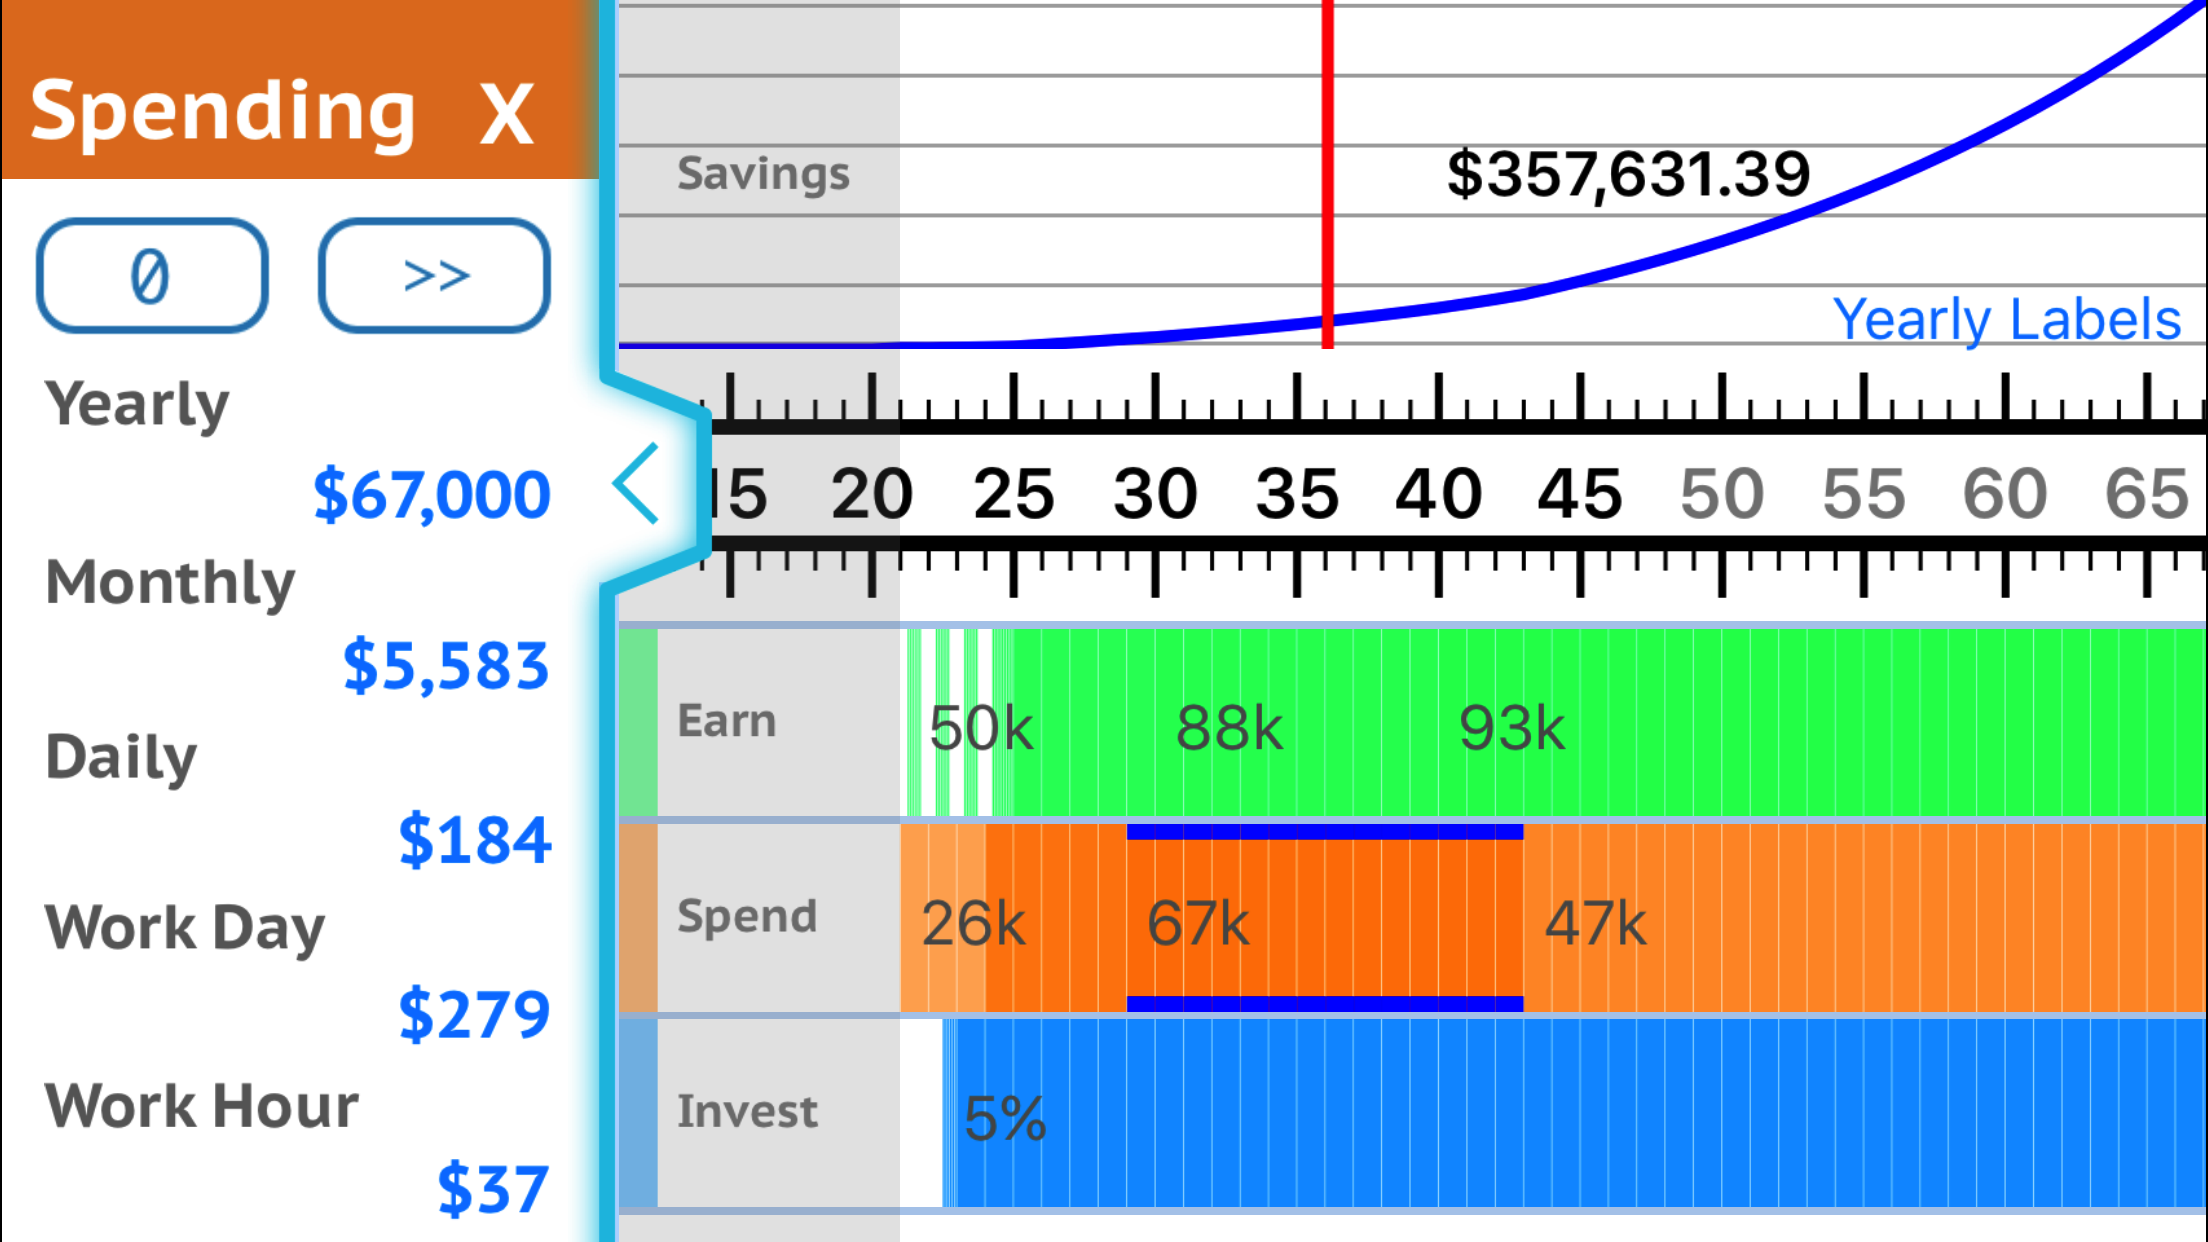 Spending X
0 >>
Yearly
$67,000
Monthly
$5,583
Daily
$184
Work Day
$279
Work Hour
$37
<
Savings
$357,631.39
Yearly Labels
15 20 25 30 35 40 45 50 55 60 65
Earn 50k 88k 93k
Spend 26k 67k 47k
Invest 5%